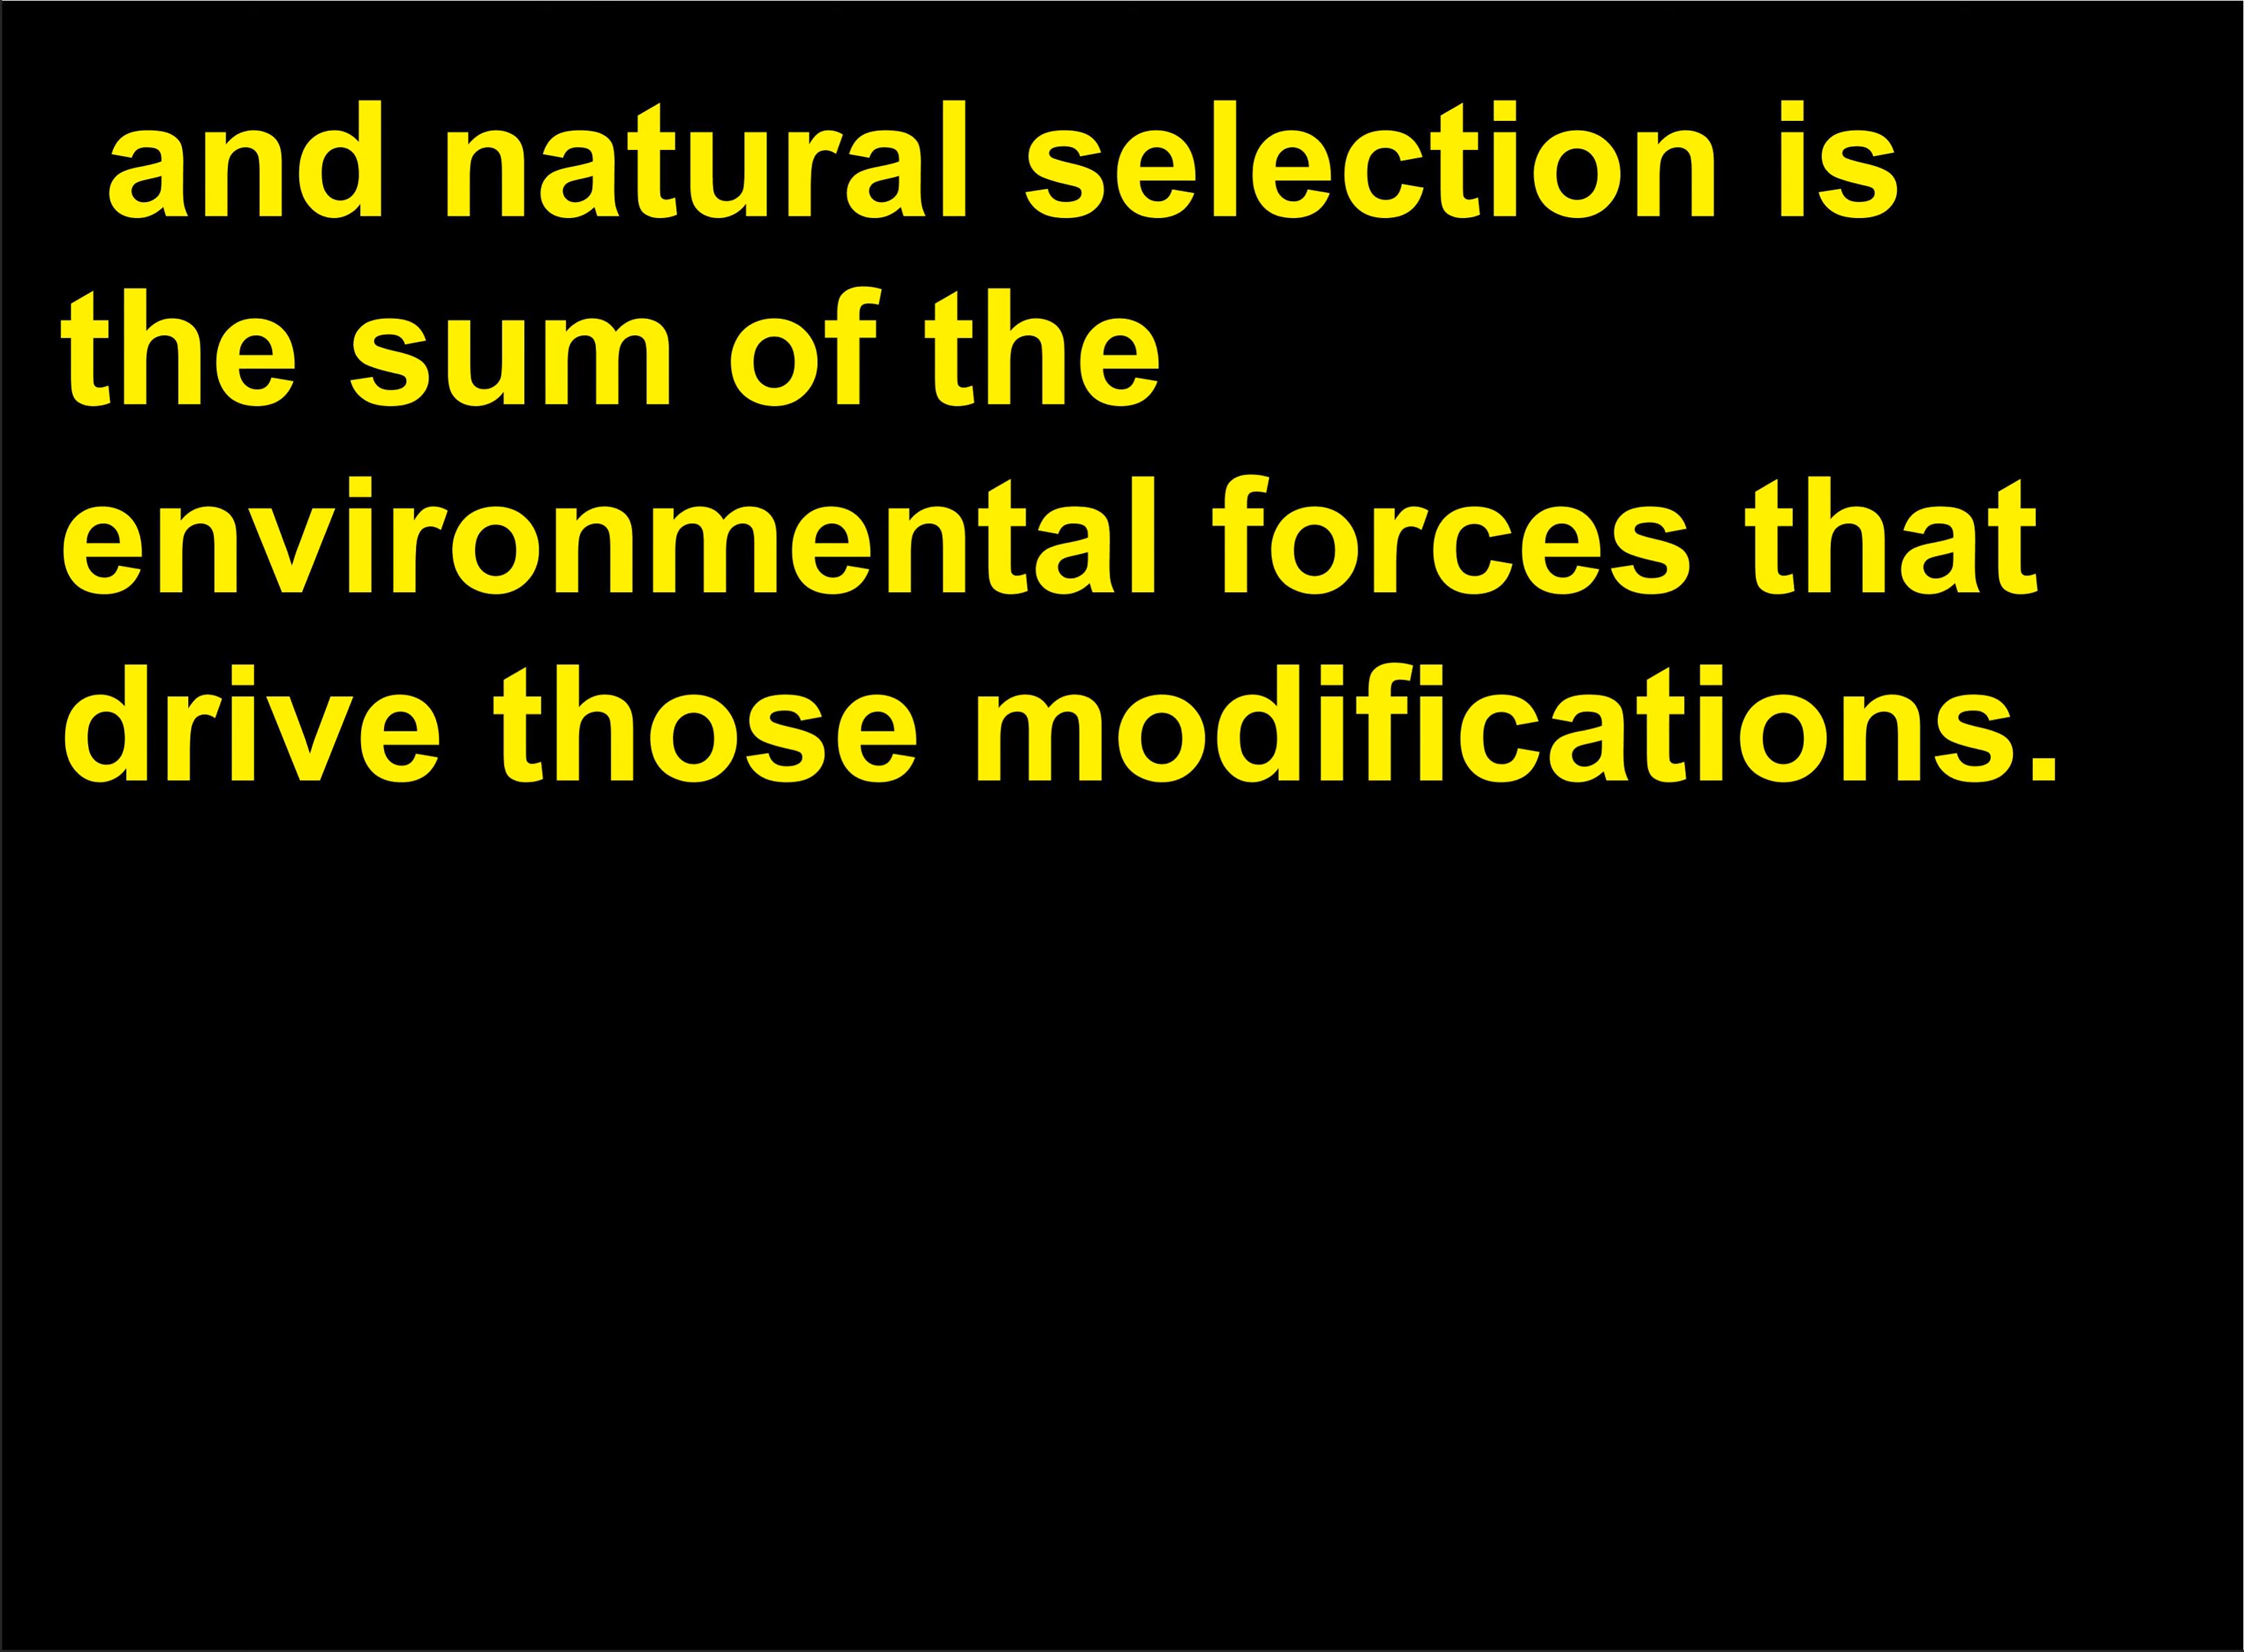 and natural selection is
the sum of the
environmental forces that
drive those modifications.